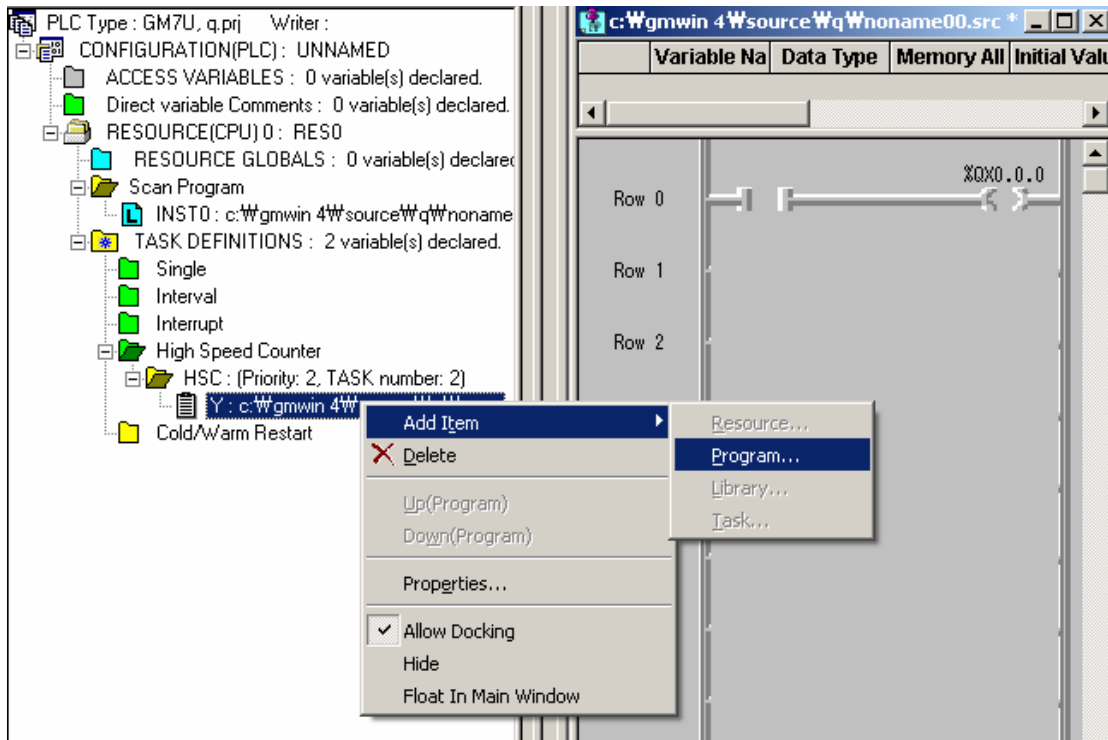 PLC Type : GM7U, q.prj Writer :
CONFIGURATION(PLC) : UNNAMED
ACCESS VARIABLES : 0 variable(s) declared.
Direct variable Comments : 0 variable(s) declared.
RESOURCE(CPU) 0 : RES0
RESOURCE GLOBALS : 0 variable(s) declared
Scan Program
INST0 : c:₩gmwin 4₩source₩q₩noname
TASK DEFINITIONS : 2 variable(s) declared.
Single
Interval
Interrupt
High Speed Counter
HSC : (Priority: 2, TASK number: 2)
Y : c:₩gmwin 4₩
Cold/Warm Restart
Add Item
Delete
Up(Program)
Down(Program)
Properties...
Allow Docking
Hide
Float In Main Window
Resource...
Program...
Library...
Task...
c:₩gmwin 4₩source₩q₩noname00.src *
Variable Na Data Type Memory All Initial Valu
%QX0.0.0
Row 0
Row 1
Row 2